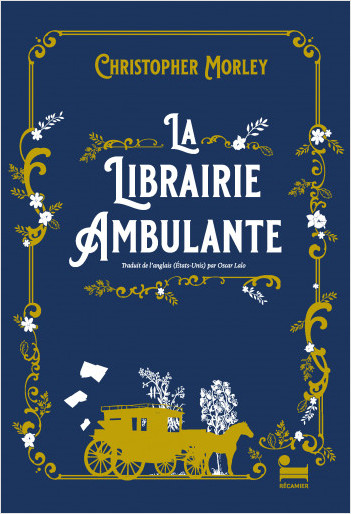 CHRISTOPHER MORLEY
LA
LIBRAIRIE
AMBULANTE
Traduit de l'anglais (États-Unis) par Oscar Lalo
RÉCAMIER